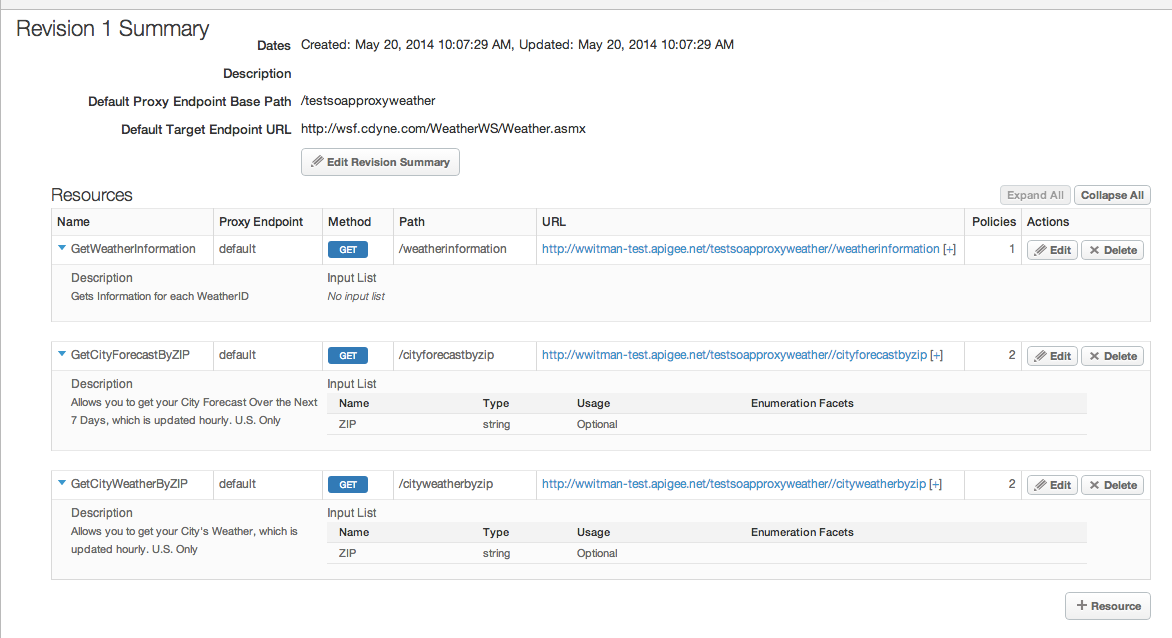 Revision 1 Summary
Dates Created: May 20, 2014 10:07:29 AM, Updated: May 20, 2014 10:07:29 AM
Description
Default Proxy Endpoint Base Path /testsoapproxyweather
Default Target Endpoint URL http://wsf.cdyne.com/WeatherWS/Weather.asmx
Edit Revision Summary
Resources Expand All Collapse All
Name Proxy Endpoint Method Path URL Policies Actions
GetWeatherInformation default GET /weatherinformation http://wwitman-test.apigee.net/testsoapproxyweather//weatherinformation [+] 1 Edit Delete
Description Input List
Gets Information for each WeatherID No input list
GetCityForecastByZIP default GET /cityforecastbyzip http://wwitman-test.apigee.net/testsoapproxyweather//cityforecastbyzip [+] 2 Edit Delete
Description Input List
Allows you to get your City Forecast Over the Next Name Type Usage Enumeration Facets
7 Days, which is updated hourly. U.S. Only ZIP string Optional
GetCityWeatherByZIP default GET /cityweatherbyzip http://wwitman-test.apigee.net/testsoapproxyweather//cityweatherbyzip [+] 2 Edit Delete
Description Input List
Allows you to get your City's Weather, which is Name Type Usage Enumeration Facets
updated hourly. U.S. Only ZIP string Optional
+ Resource